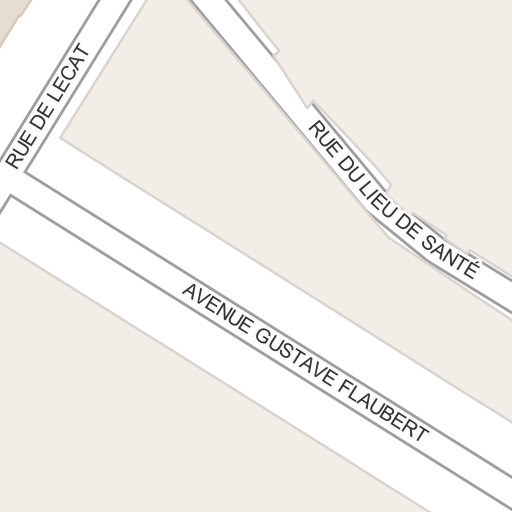 RUE DE LECAT
RUE DU LIEU DE SANTÉ
AVENUE GUSTAVE FLAUBERT